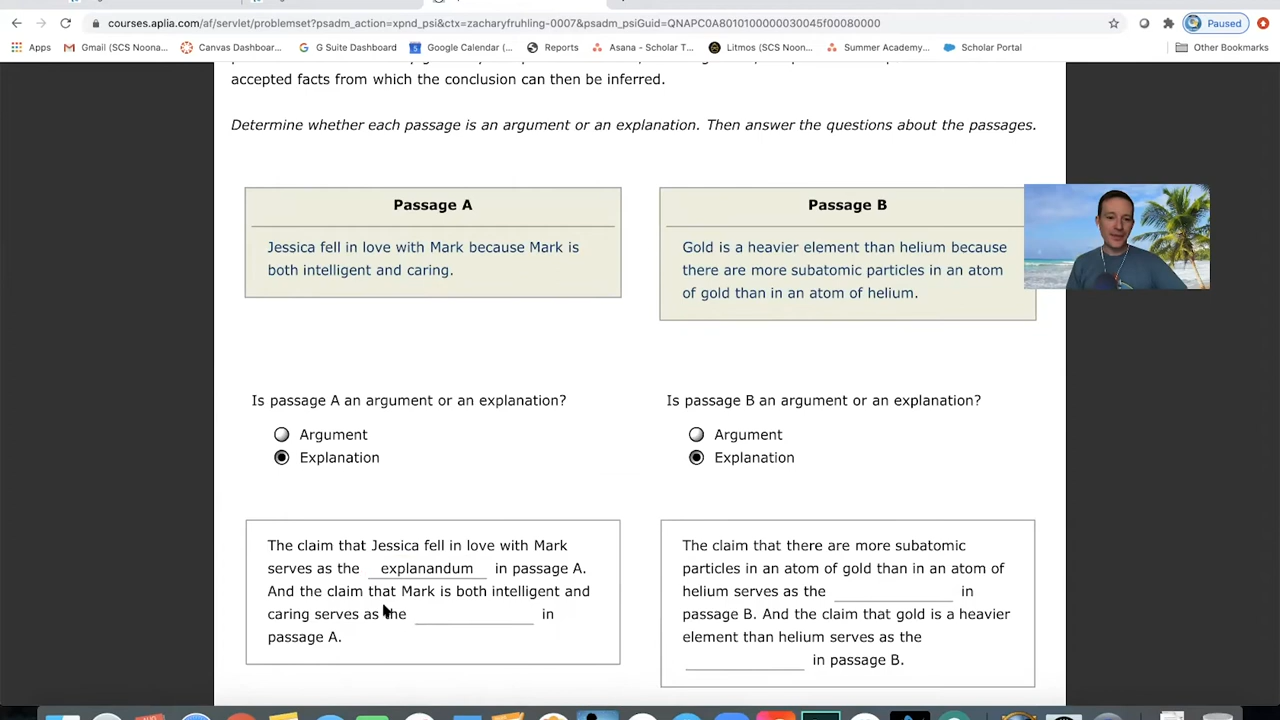 courses.aplia.com/af/servlet/problemset?psadm_action=xpnd_psi&ctx=zacharyfruhling-0007&psadm_psiGuid=QNAPC0A8010100000030045f00080000
Paused
Apps
Gmail (SCS Noona...
Canvas Dashboar...
G Suite Dashboard
Google Calendar (...
Reports
Asana - Scholar T...
Litmos (SCS Noon...
Summer Academy...
Scholar Portal
Other Bookmarks
accepted facts from which the conclusion can then be inferred.
Determine whether each passage is an argument or an explanation. Then answer the questions about the passages.
Passage A
Jessica fell in love with Mark because Mark is
both intelligent and caring.
Passage B
Gold is a heavier element than helium because
there are more subatomic particles in an atom
of gold than in an atom of helium.
Is passage A an argument or an explanation?
Argument
Explanation
Is passage B an argument or an explanation?
Argument
Explanation
The claim that Jessica fell in love with Mark
serves as the explanandum in passage A.
And the claim that Mark is both intelligent and
caring serves as the ____ in
passage A.
The claim that there are more subatomic
particles in an atom of gold than in an atom of
helium serves as the ____ in
passage B. And the claim that gold is a heavier
element than helium serves as the
____ in passage B.